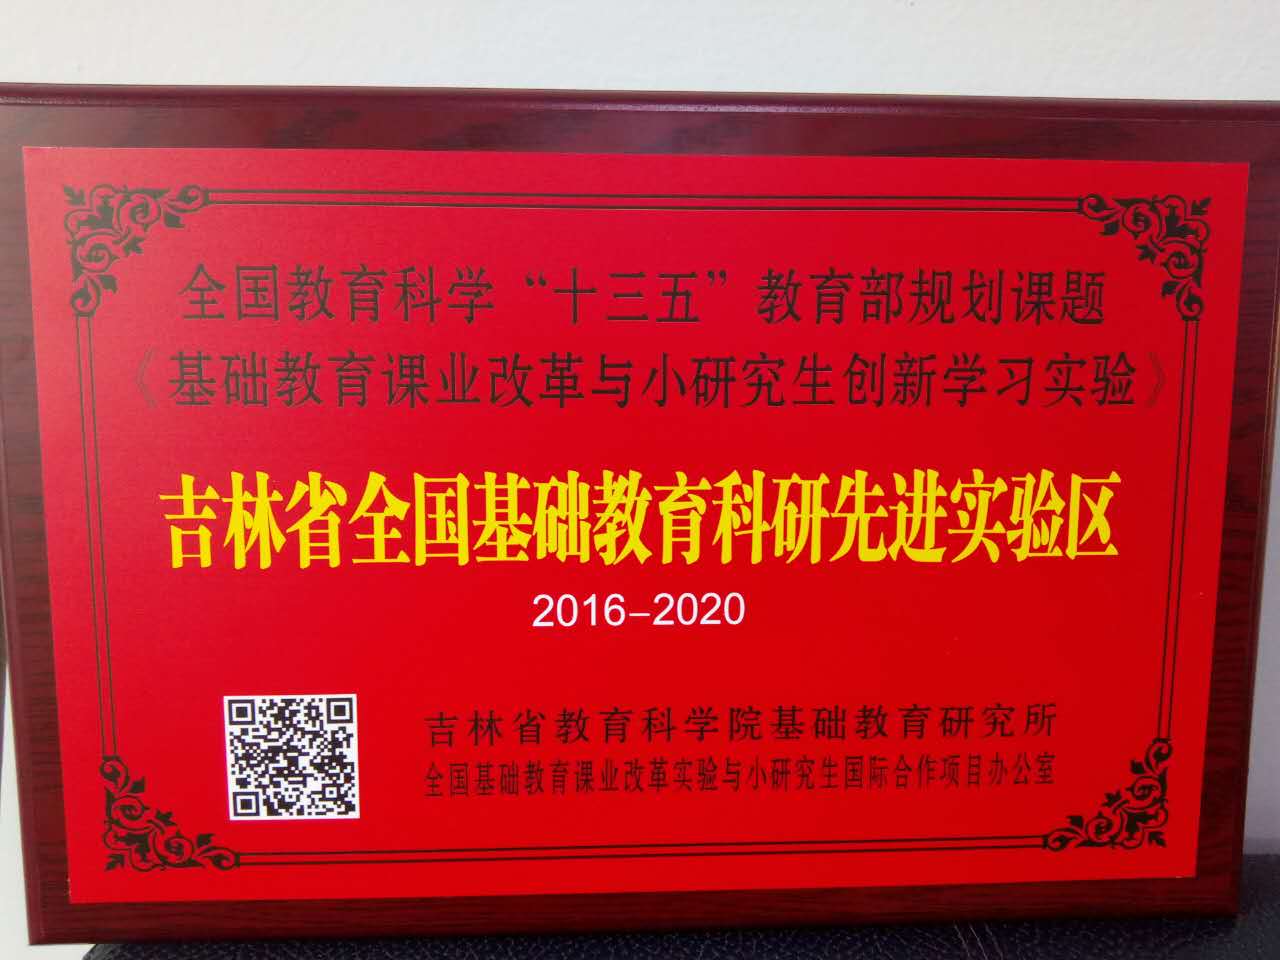 全国教育科学“十三五”教育部规划课题
《基础教育课业改革与小研究生创新学习实验》
吉林省全国基础教育科研先进实验区
2016–2020
吉林省教育科学院基础教育研究所
全国基础教育课业改革实验与小研究生国际合作项目办公室